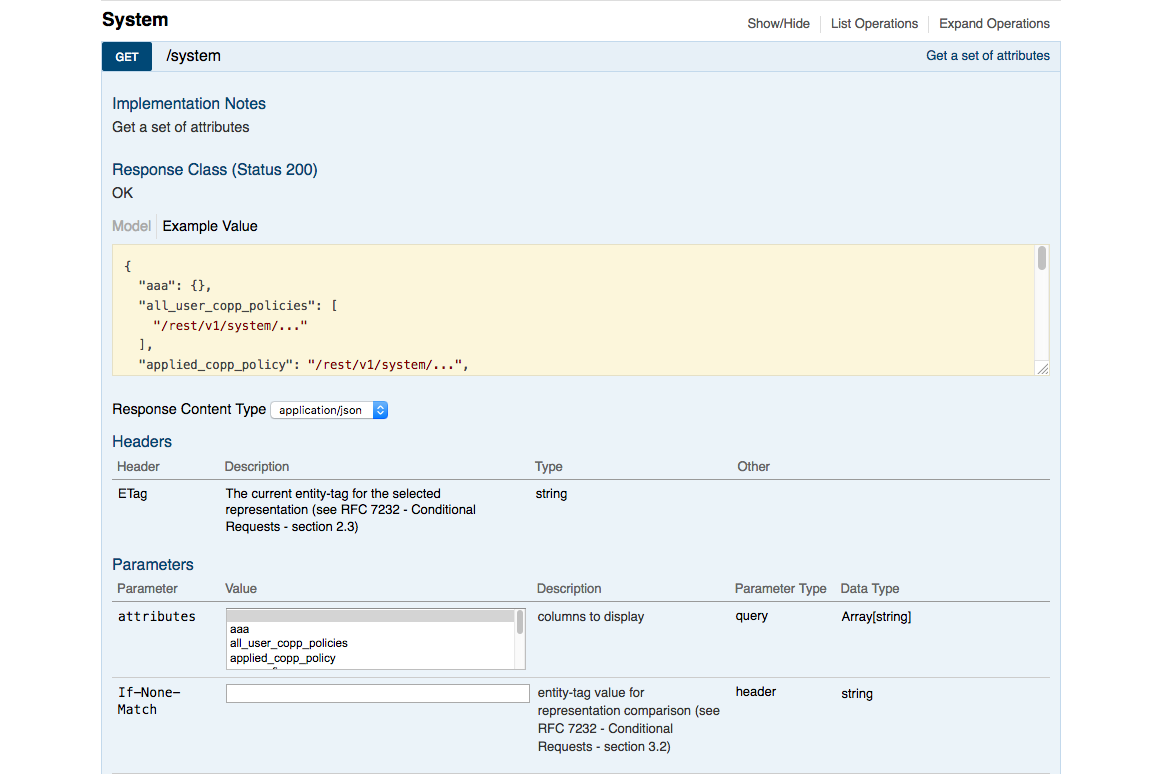 System
Show/Hide List Operations Expand Operations
GET /system Get a set of attributes
Implementation Notes
Get a set of attributes
Response Class (Status 200)
OK
Model Example Value
{
"aaa": {},
"all_user_copp_policies": [
"/rest/v1/system/..."
],
"applied_copp_policy": "/rest/v1/system/...",
Response Content Type application/json
Headers
Header Description Type Other
ETag The current entity-tag for the selected string
representation (see RFC 7232 - Conditional
Requests - section 2.3)
Parameters
Parameter Value Description Parameter Type Data Type
attributes columns to display query Array[string]
aaa
all_user_copp_policies
applied_copp_policy
If-None- entity-tag value for header string
Match representation comparison (see
RFC 7232 - Conditional
Requests - section 3.2)